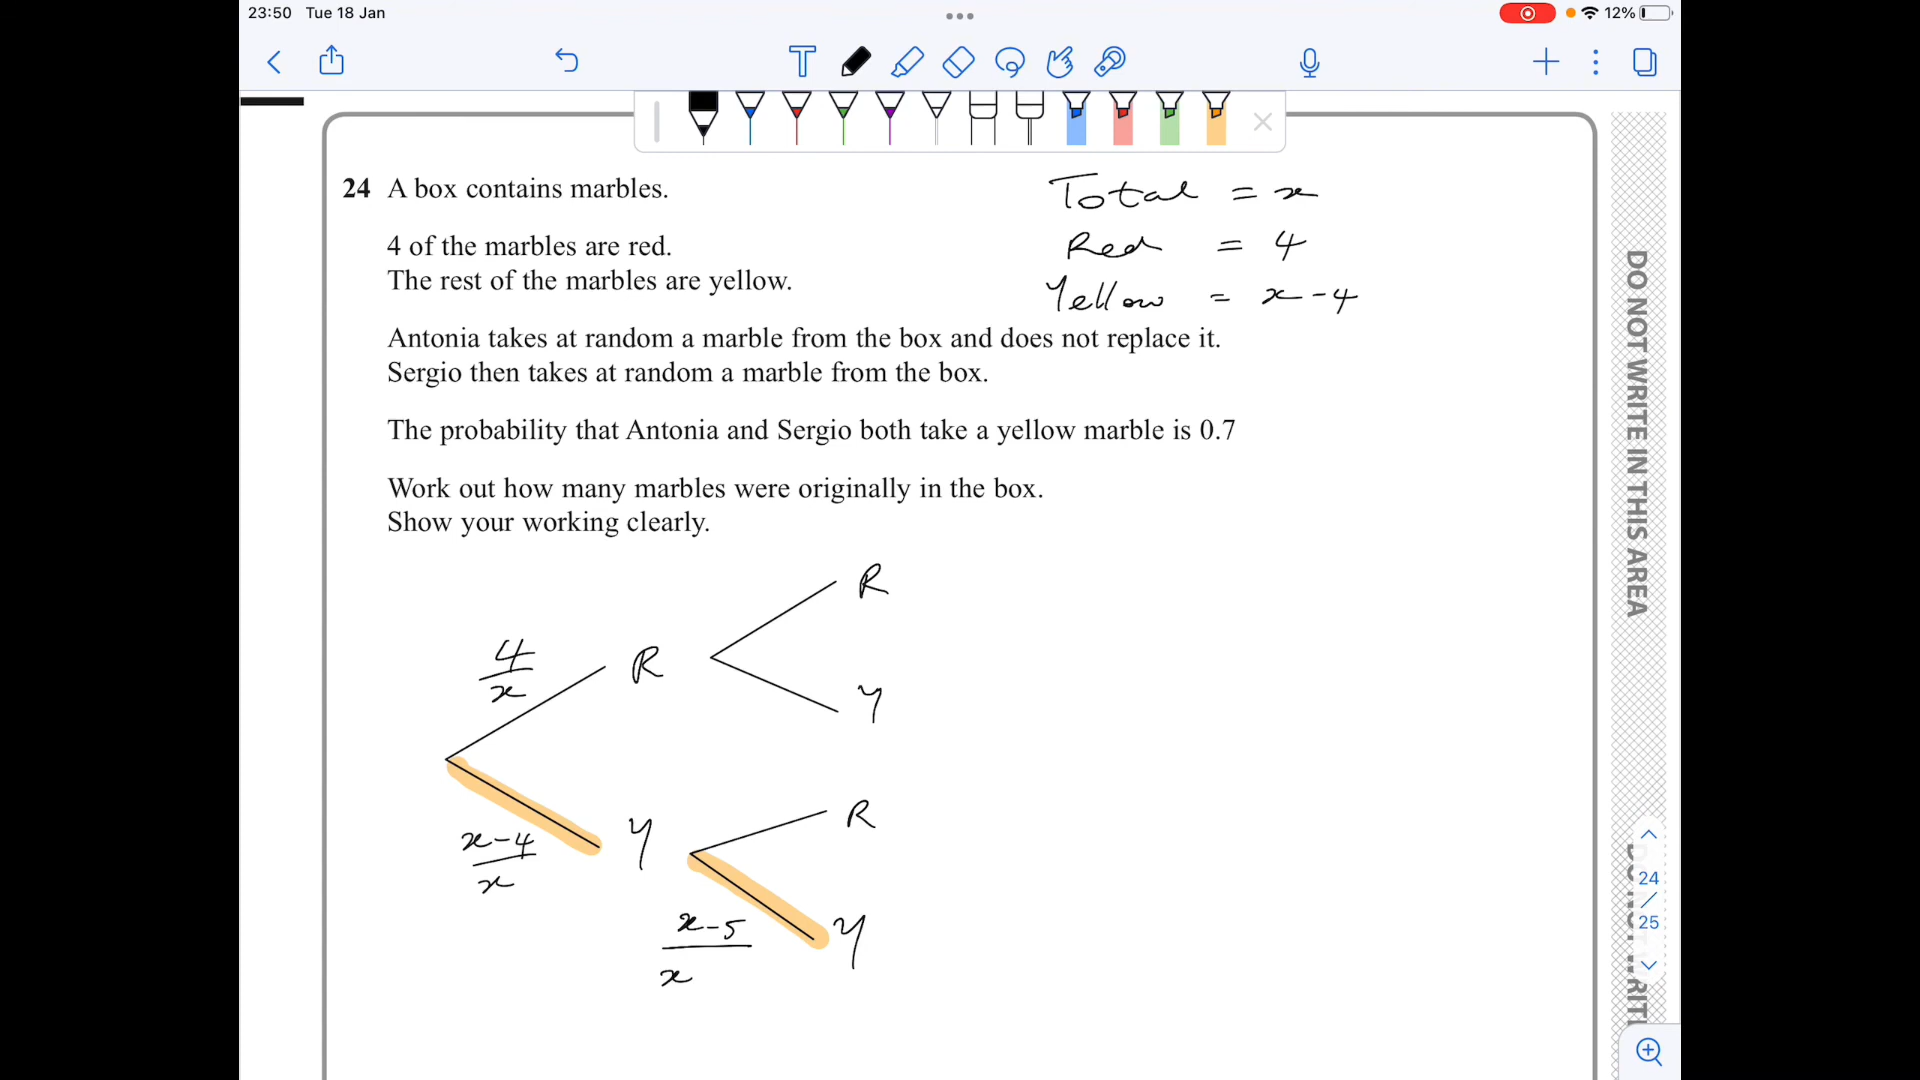 23:50 Tue 18 Jan
12%
24 A box contains marbles.
Total = x
4 of the marbles are red.
Red = 4
The rest of the marbles are yellow.
Yellow = x-4
Antonia takes at random a marble from the box and does not replace it.
Sergio then takes at random a marble from the box.
The probability that Antonia and Sergio both take a yellow marble is 0.7
Work out how many marbles were originally in the box.
Show your working clearly.
R
4
x
R
Y
R
x-4
x
Y
x-5
x
Y
DO NOT WRITE IN THIS AREA
24
/
25